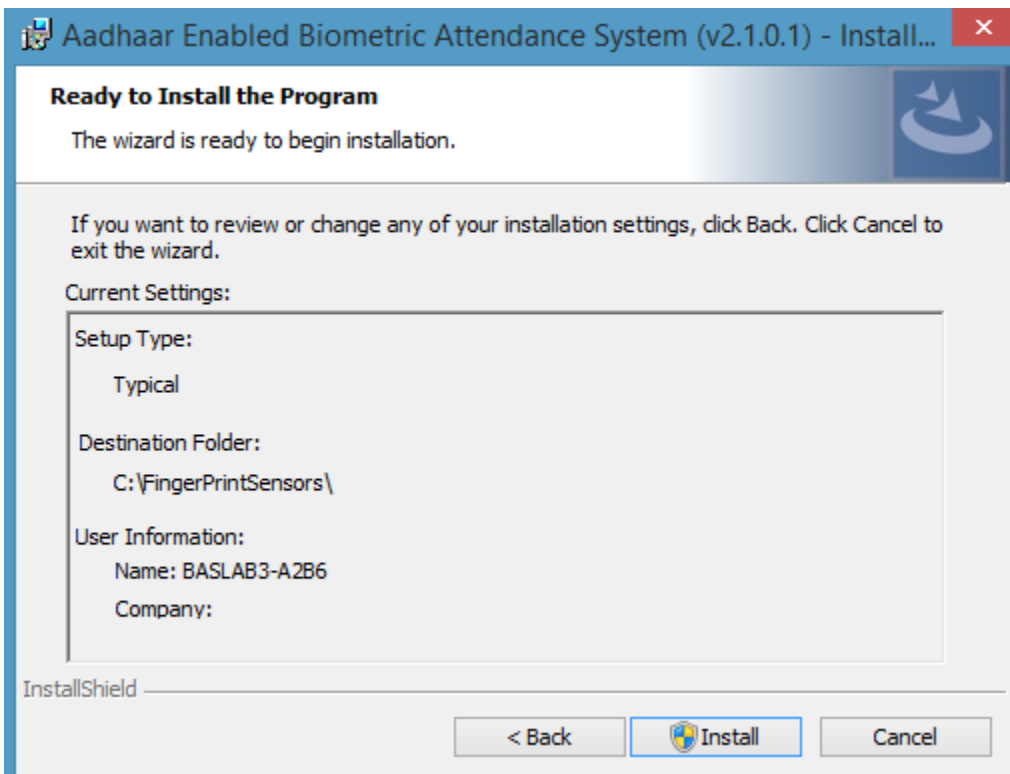 Aadhaar Enabled Biometric Attendance System (v2.1.0.1) - Install...
Ready to Install the Program
The wizard is ready to begin installation.
If you want to review or change any of your installation settings, click Back. Click Cancel to
exit the wizard.
Current Settings:
Setup Type:
Typical
Destination Folder:
C:\FingerPrintSensors\
User Information:
Name: BASLAB3-A2B6
Company:
InstallShield
< Back
Install
Cancel